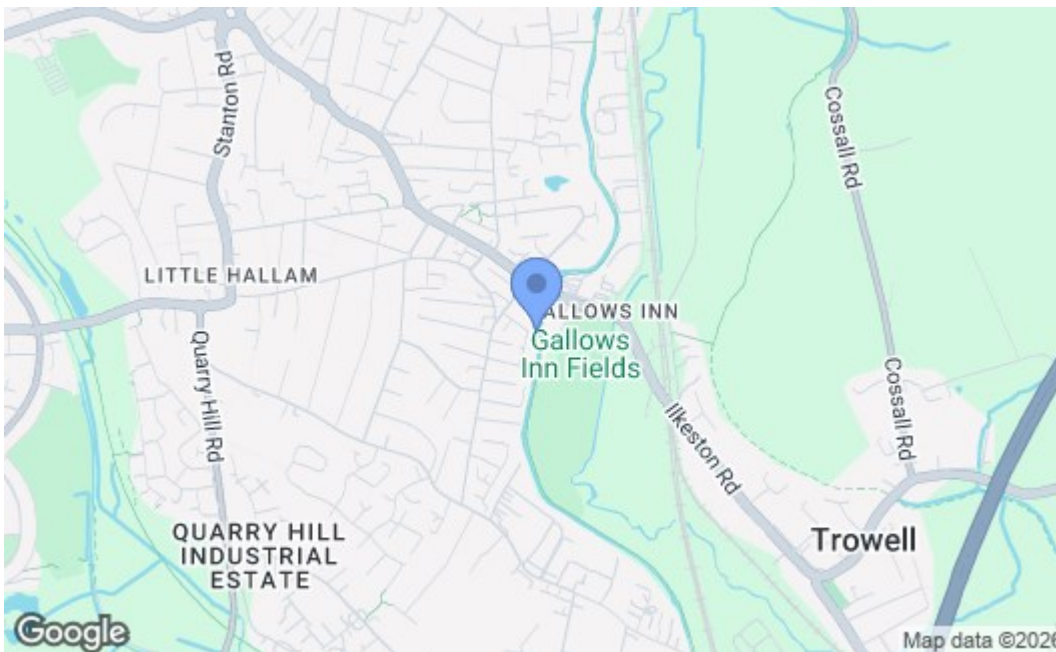 Stanton Rd
Cossall Rd
LITTLE HALLAM
ALLOWS INN
Gallows
Inn Fields
Quarry Hill Rd
Cossall Rd
Ilkeston Rd
QUARRY HILL
INDUSTRIAL
ESTATE
Trowell
Google
Map data ©2026